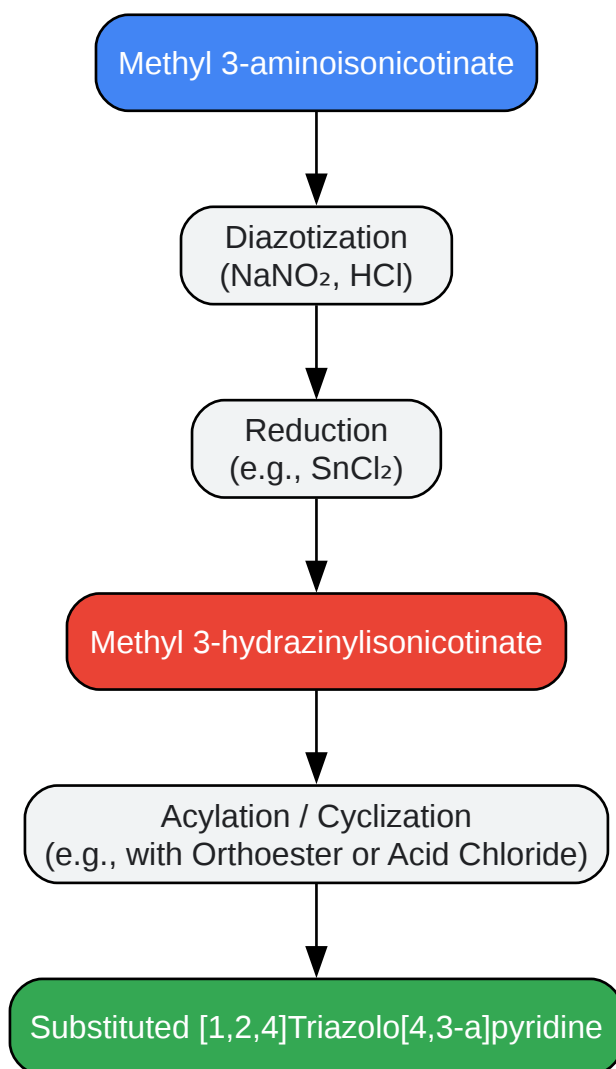 Methyl 3-aminoisonicotinate
Diazotization
(NaNO₂, HCl)
Reduction
(e.g., SnCl₂)
Methyl 3-hydrazinylisonicotinate
Acylation / Cyclization
(e.g., with Orthoester or Acid Chloride)
Substituted [1,2,4]Triazolo[4,3-a]pyridine